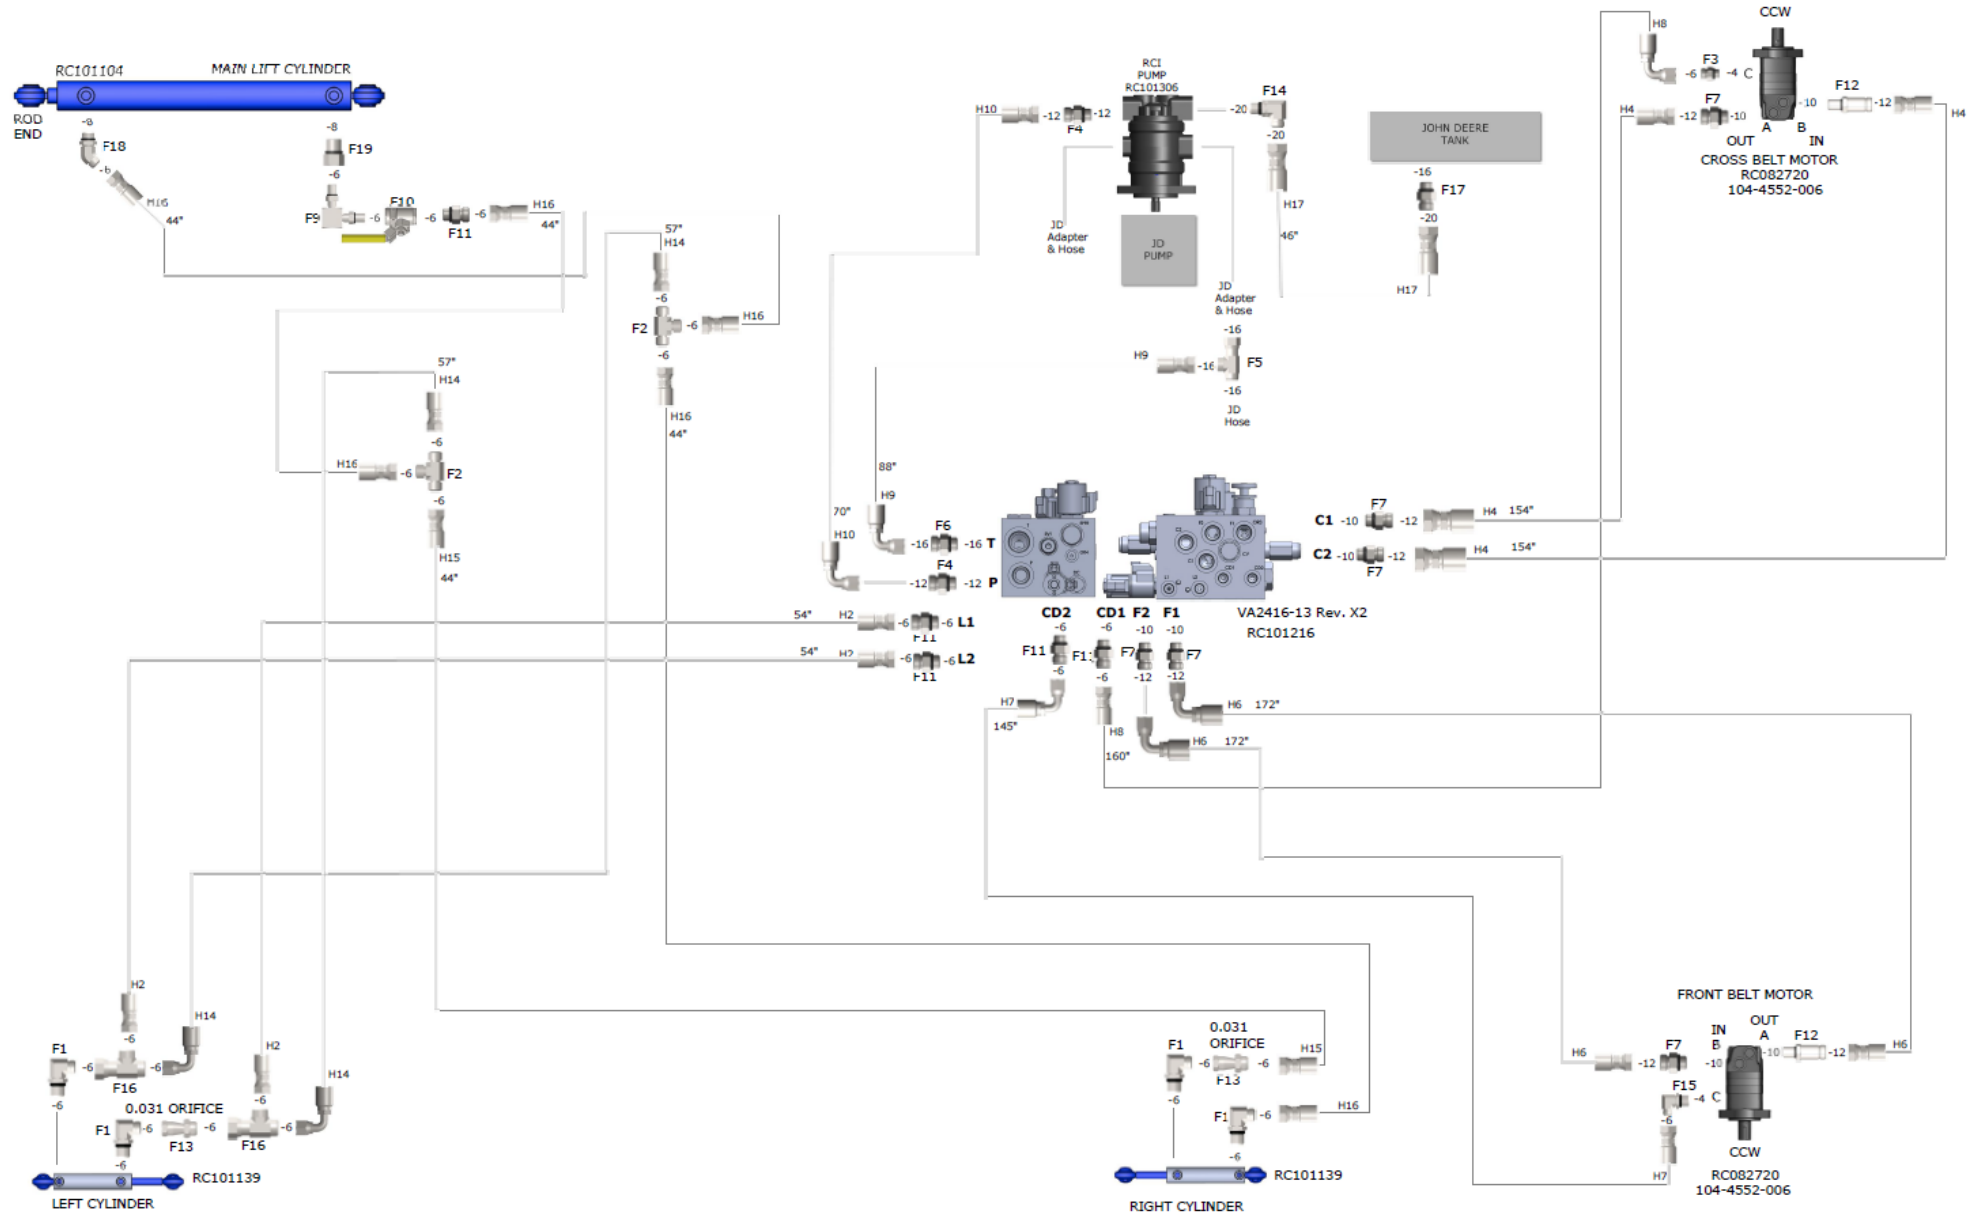 RC101104
MAIN LIFT CYLINDER
ROD
END
-8
F18
-6
H16
44"
-8
F19
-6
F9
-6
F10
-6
F11
-6
H16
44"
57"
H14
-6
F2
-6
H16
-6
H16
44"
57"
H14
-6
H16
-6
F2
-6
H15
44"
RCI
PUMP
RC101306
H10
-12
F4
-12
-20
F14
-20
H17
46"
JD
Adapter
& Hose
JD
PUMP
JD
Adapter
& Hose
-16
H9
-16
F5
-16
JD
Hose
JOHN DEERE
TANK
-16
F17
-20
H17
CCW
H8
F3
-6
-4
C
F7
H4
-12
-10
F12
-10
-12
H4
A
B
OUT
IN
CROSS BELT MOTOR
RC082720
104-4552-006
88"
H9
70"
H10
F6
-16
-16
T
F4
-12
-12
P
54"
H2
-6
-6
L1
F11
54"
H2
-6
-6
L2
F11
C1
-10
F7
-12
H4
154"
C2
-10
-12
F7
H4
154"
VA2416-13 Rev. X2
RC101216
CD2
CD1
F2
F1
-6
-6
-10
-10
F11
F7
F7
-6
-6
-12
-12
H7
145"
H8
160"
H6
172"
H6
172"
H2
H14
-6
F1
-6
-6
F16
-6
H2
H14
-6
0.031 ORIFICE
F1
-6
F13
-6
F16
-6
-6
RC101139
LEFT CYLINDER
0.031
ORIFICE
F1
-6
F13
-6
H15
-6
F1
-6
H16
-6
RC101139
RIGHT CYLINDER
FRONT BELT MOTOR
OUT
IN
A
B
F12
-10
-12
H6
H6
-12
F7
-10
F15
-4
C
-6
H7
CCW
RC082720
104-4552-006